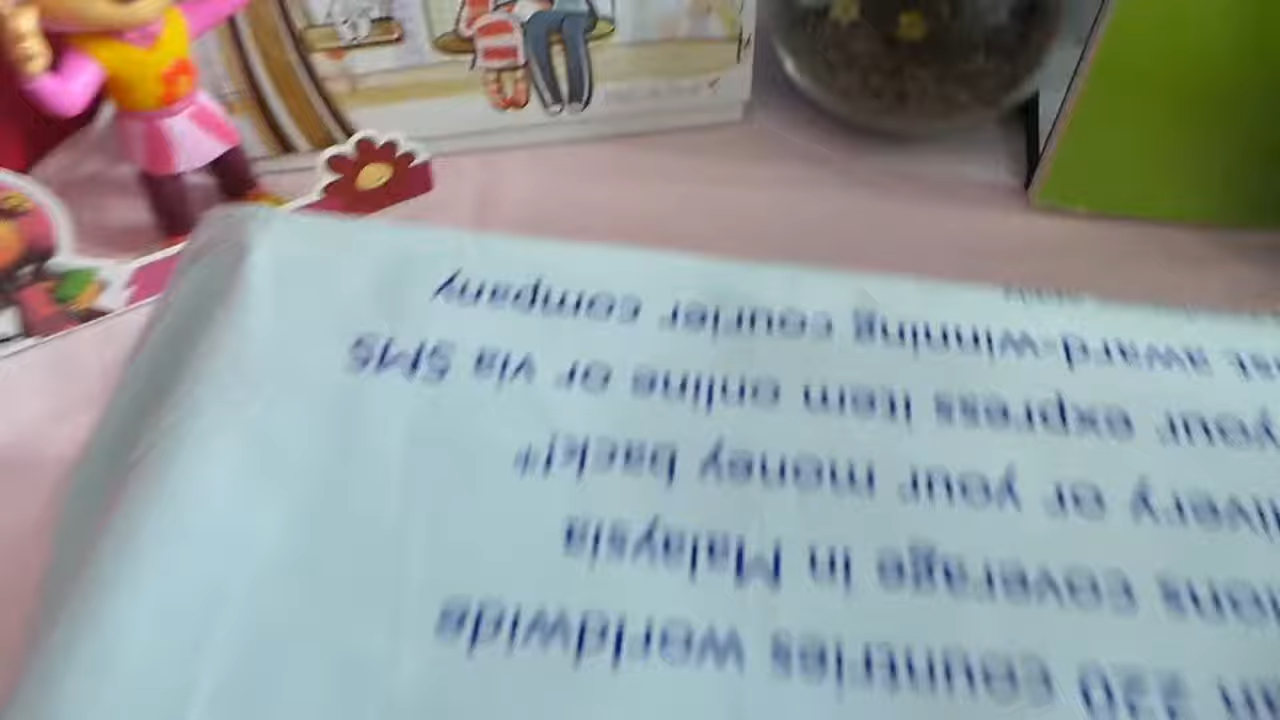 220 countries worldwide
coverage in Malaysia
or your money back!*
your express item online or via SMS
award-winning courier company